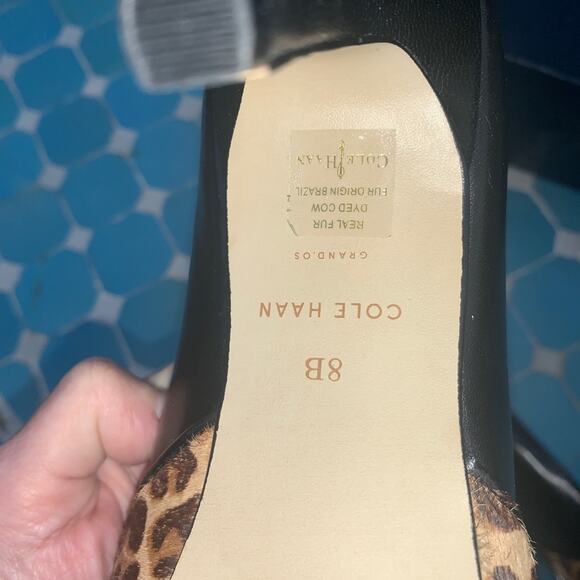 8B
COLE HAAN
GRAND.OS
REAL FUR
DYED COW
FUR ORIGIN BRAZIL
COLE HAAN